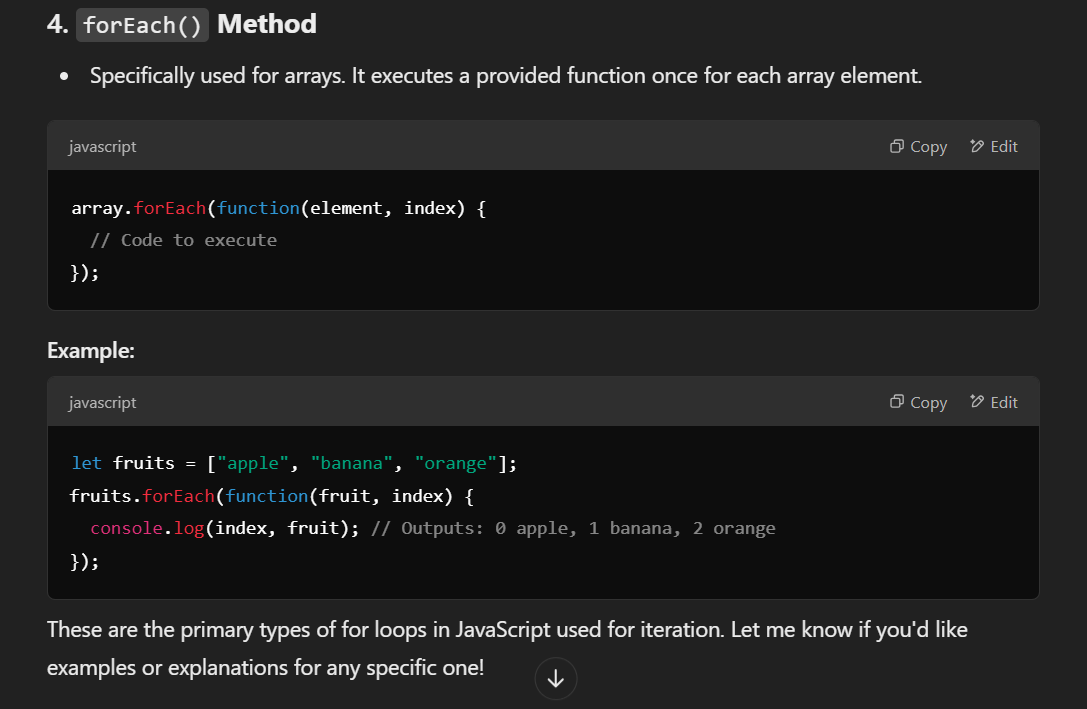 4. forEach() Method
• Specifically used for arrays. It executes a provided function once for each array element.
javascript Copy Edit
array.forEach(function(element, index) {
  // Code to execute
});
Example:
javascript Copy Edit
let fruits = ["apple", "banana", "orange"];
fruits.forEach(function(fruit, index) {
  console.log(index, fruit); // Outputs: 0 apple, 1 banana, 2 orange
});
These are the primary types of for loops in JavaScript used for iteration. Let me know if you'd like
examples or explanations for any specific one!